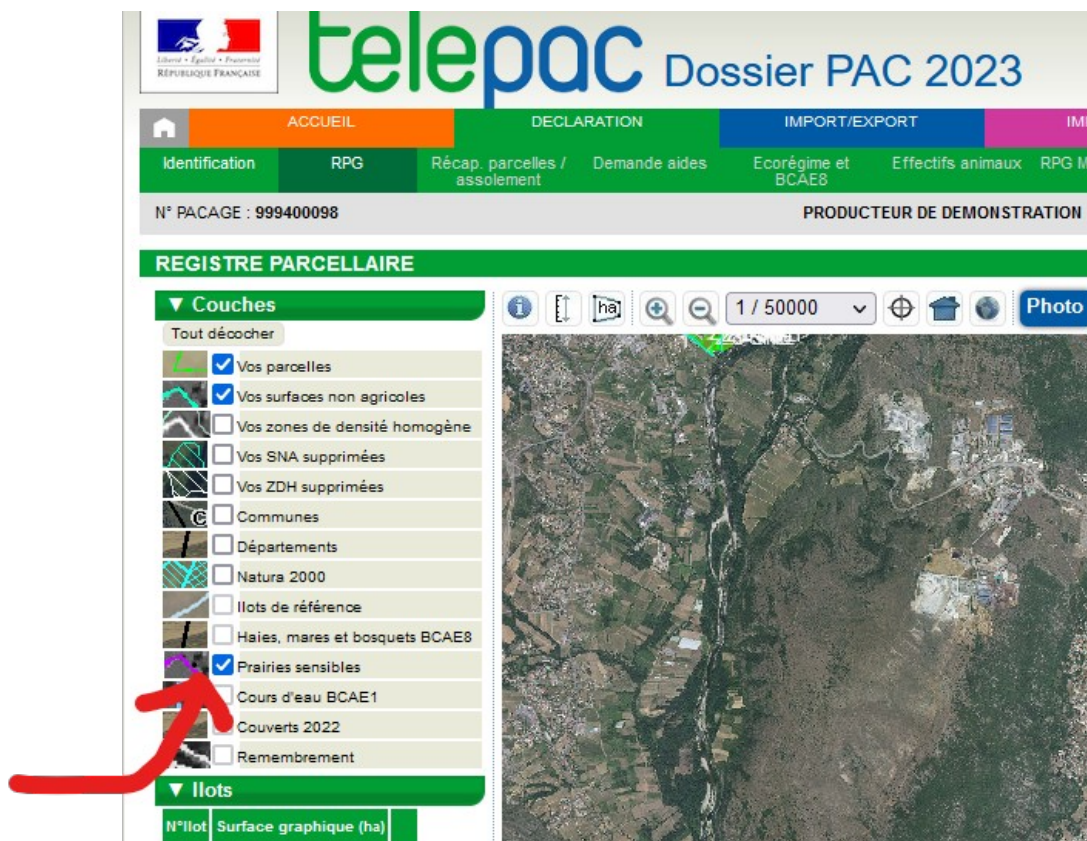 Liberté • Égalité • Fraternité
RÉPUBLIQUE FRANÇAISE
telepac Dossier PAC 2023
ACCUEIL DECLARATION IMPORT/EXPORT
Identification RPG Récap. parcelles / assolement Demande aides Ecorégime et BCAE8 Effectifs animaux RPG
N° PACAGE : 999400098 PRODUCTEUR DE DEMONSTRATION
REGISTRE PARCELLAIRE
▼ Couches
ha 1 / 50000 Photo
Tout décocher
Vos parcelles
Vos surfaces non agricoles
Vos zones de densité homogène
Vos SNA supprimées
Vos ZDH supprimées
C Communes
Départements
Natura 2000
Ilots de référence
Haies, mares et bosquets BCAE8
Prairies sensibles
Cours d'eau BCAE1
Couverts 2022
Remembrement
▼ Ilots
N°Ilot Surface graphique (ha)